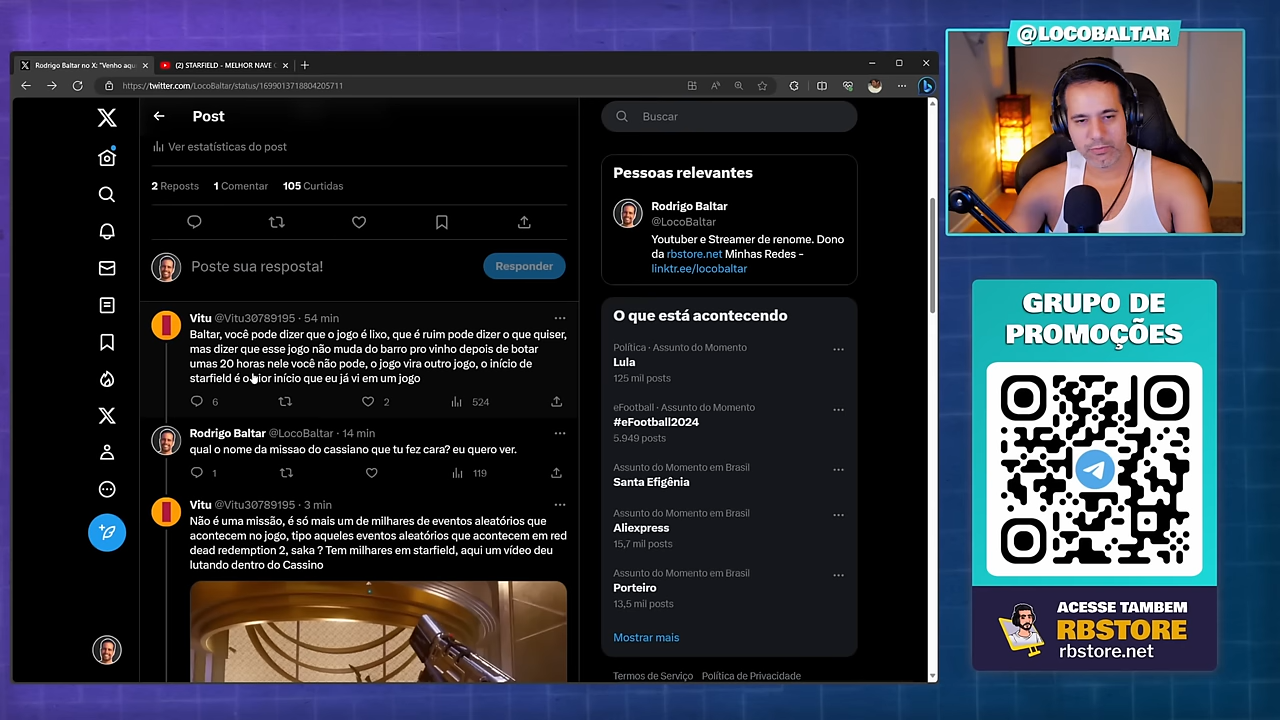 @LOCOBALTAR
Rodrigo Baltar no X: "Venho aqu
(2) STARFIELD - MELHOR NAVE
https://twitter.com/LocoBaltar/status/1699013718804205711
Post
Ver estatísticas do post
2 Reposts 1 Comentar 105 Curtidas
Poste sua resposta!
Responder
Vitu @Vitu30789195 · 54 min
Baltar, você pode dizer que o jogo é lixo, que é ruim pode dizer o que quiser,
mas dizer que esse jogo não muda do barro pro vinho depois de botar
umas 20 horas nele você não pode, o jogo vira outro jogo, o início de
starfield é o ior início que eu já vi em um jogo
6 2 524
Rodrigo Baltar @LocoBaltar · 14 min
qual o nome da missao do cassiano que tu fez cara? eu quero ver.
1 119
Vitu @Vitu30789195 · 3 min
Não é uma missão, é só mais um de milhares de eventos aleatórios que
acontecem no jogo, tipo aqueles eventos aleatórios que acontecem em red
dead redemption 2, saka ? Tem milhares em starfield, aqui um vídeo deu
lutando dentro do Cassino
Buscar
Pessoas relevantes
Rodrigo Baltar
@LocoBaltar
Youtuber e Streamer de renome. Dono
da rbstore.net Minhas Redes -
linktr.ee/locobaltar
O que está acontecendo
Política · Assunto do Momento
Lula
125 mil posts
eFootball · Assunto do Momento
#eFootball2024
5.949 posts
Assunto do Momento em Brasil
Santa Efigênia
Assunto do Momento em Brasil
Aliexpress
15,7 mil posts
Assunto do Momento em Brasil
Porteiro
13,5 mil posts
Mostrar mais
Termos de Serviço Política de Privacidade
GRUPO DE
PROMOÇÕES
ACESSE TAMBEM
RBSTORE
rbstore.net